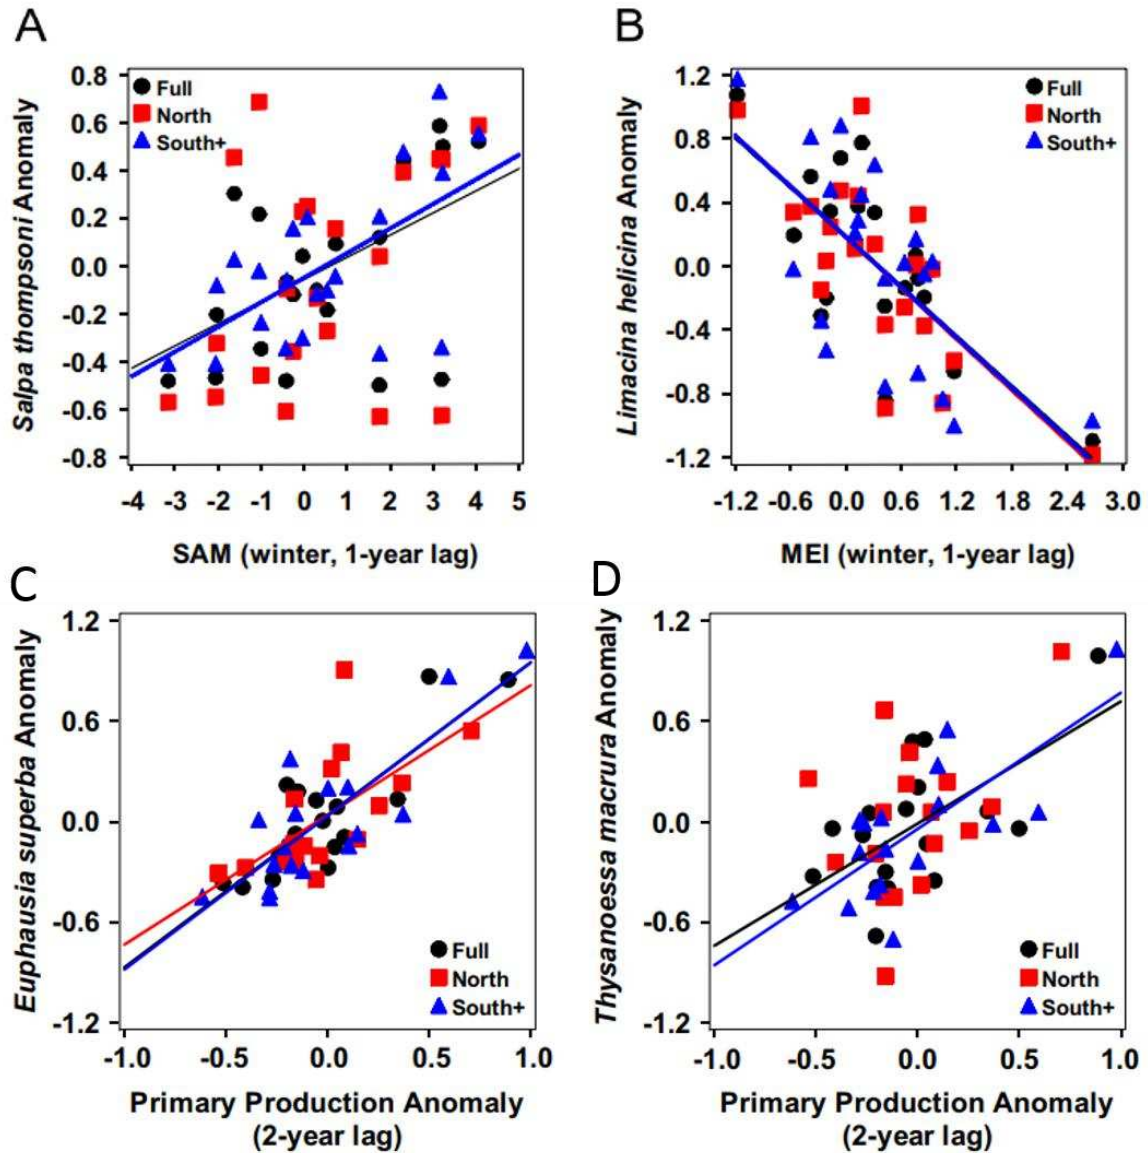 A
Salpa thompsoni Anomaly
0.8
0.6
0.4
0.2
0.0
-0.2
-0.4
-0.6
-0.8
Full
North
South+
-4 -3 -2 -1 0 1 2 3 4 5
SAM (winter, 1-year lag)
B
Limacina helicina Anomaly
1.2
0.8
0.4
0.0
-0.4
-0.8
-1.2
Full
North
South+
-1.2 -0.6 0.0 0.6 1.2 1.8 2.4 3.0
MEI (winter, 1-year lag)
C
Euphausia superba Anomaly
1.2
0.6
0.0
-0.6
-1.2
Full
North
South+
-1.0 -0.5 0.0 0.5 1.0
Primary Production Anomaly
(2-year lag)
D
Thysanoessa macrura Anomaly
1.2
0.6
0.0
-0.6
-1.2
Full
North
South+
-1.0 -0.5 0.0 0.5 1.0
Primary Production Anomaly
(2-year lag)